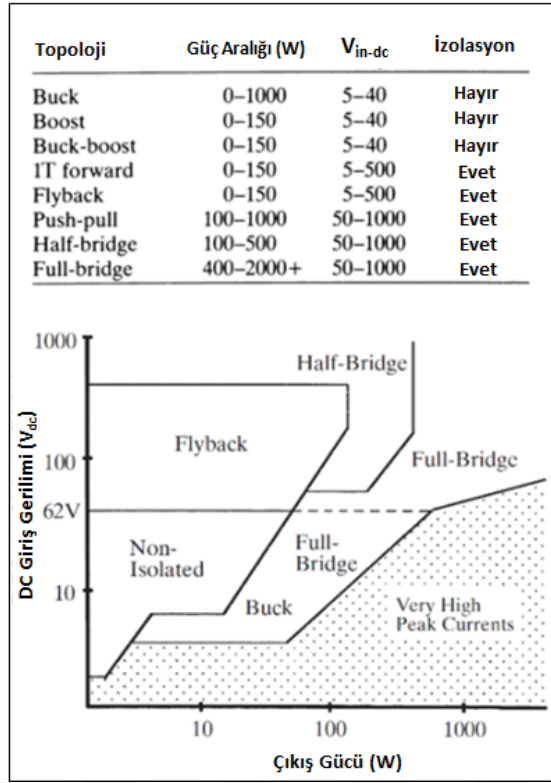 Topoloji Güç Aralığı (W) Vin-dc İzolasyon
Buck 0–1000 5–40 Hayır
Boost 0–150 5–40 Hayır
Buck-boost 0–150 5–40 Hayır
1T forward 0–150 5–500 Evet
Flyback 0–150 5–500 Evet
Push-pull 100–1000 50–1000 Evet
Half-bridge 100–500 50–1000 Evet
Full-bridge 400–2000+ 50–1000 Evet
DC Giriş Gerilimi (Vdc)
1000
Half-Bridge
Flyback
100
Full-Bridge
62V
Non-
Isolated
Full-
Bridge
10
Buck
Very High
Peak Currents
10 100 1000
Çıkış Gücü (W)